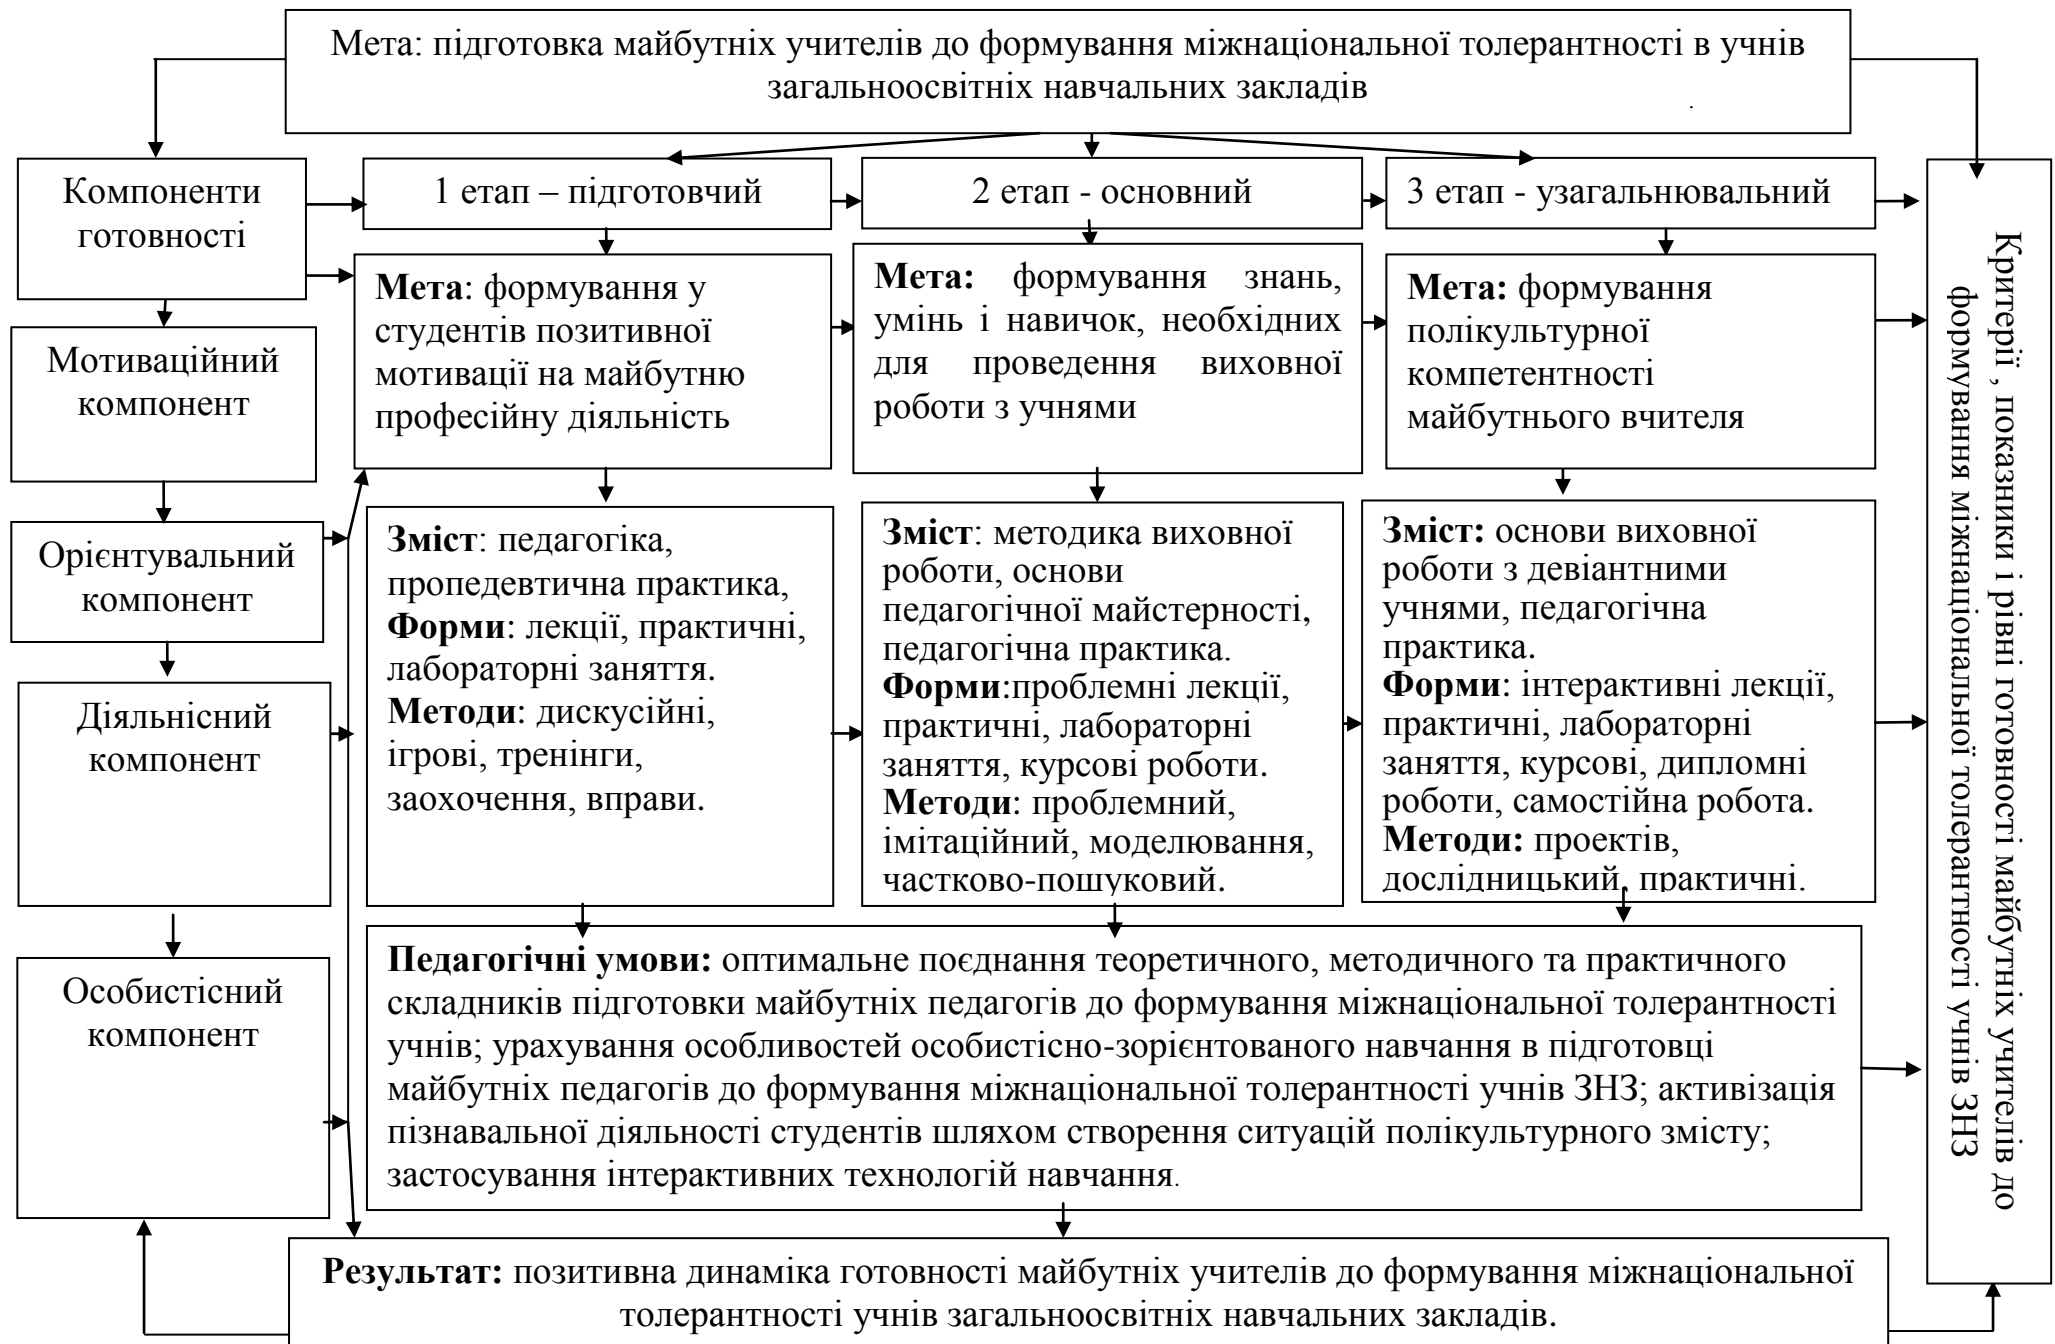 Мета: підготовка майбутніх учителів до формування міжнаціональної толерантності в учнів
загальноосвітніх навчальних закладів
Компоненти
готовності
1 етап – підготовчий
2 етап - основний
3 етап - узагальнювальний
Мета: формування у
студентів позитивної
мотивації на майбутню
професійну діяльність
Мета: формування знань,
умінь і навичок, необхідних
для проведення виховної
роботи з учнями
Мета: формування
полікультурної
компетентності
майбутнього вчителя
Мотиваційний
компонент
Орієнтувальний
компонент
Діяльнісний
компонент
Особистісний
компонент
Зміст: педагогіка,
пропедевтична практика,
Форми: лекції, практичні,
лабораторні заняття.
Методи: дискусійні,
ігрові, тренінги,
заохочення, вправи.
Зміст: методика виховної
роботи, основи
педагогічної майстерності,
педагогічна практика.
Форми:проблемні лекції,
практичні, лабораторні
заняття, курсові роботи.
Методи: проблемний,
імітаційний, моделювання,
частково-пошуковий.
Зміст: основи виховної
роботи з девіантними
учнями, педагогічна
практика.
Форми: інтерактивні лекції,
практичні, лабораторні
заняття, курсові, дипломні
роботи, самостійна робота.
Методи: проектів,
дослідницький, практичні.
Педагогічні умови: оптимальне поєднання теоретичного, методичного та практичного
складників підготовки майбутніх педагогів до формування міжнаціональної толерантності
учнів; урахування особливостей особистісно-зорієнтованого навчання в підготовці
майбутніх педагогів до формування міжнаціональної толерантності учнів ЗНЗ; активізація
пізнавальної діяльності студентів шляхом створення ситуацій полікультурного змісту;
застосування інтерактивних технологій навчання.
Результат: позитивна динаміка готовності майбутніх учителів до формування міжнаціональної
толерантності учнів загальноосвітніх навчальних закладів.
Критерії , показники і рівні готовності майбутніх учителів до
формування міжнаціональної толерантності учнів ЗНЗ